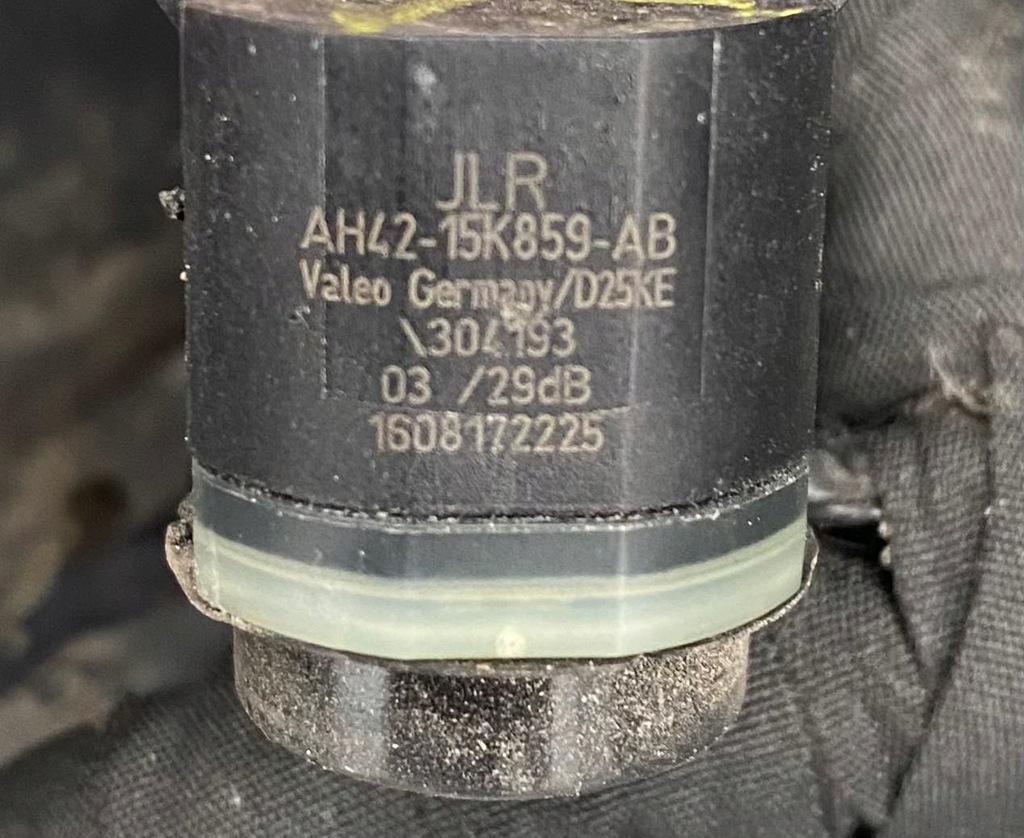 JLR
AH42-15K859-AB
Valeo Germany/D25KE
\304193
03 /29dB
1608172225